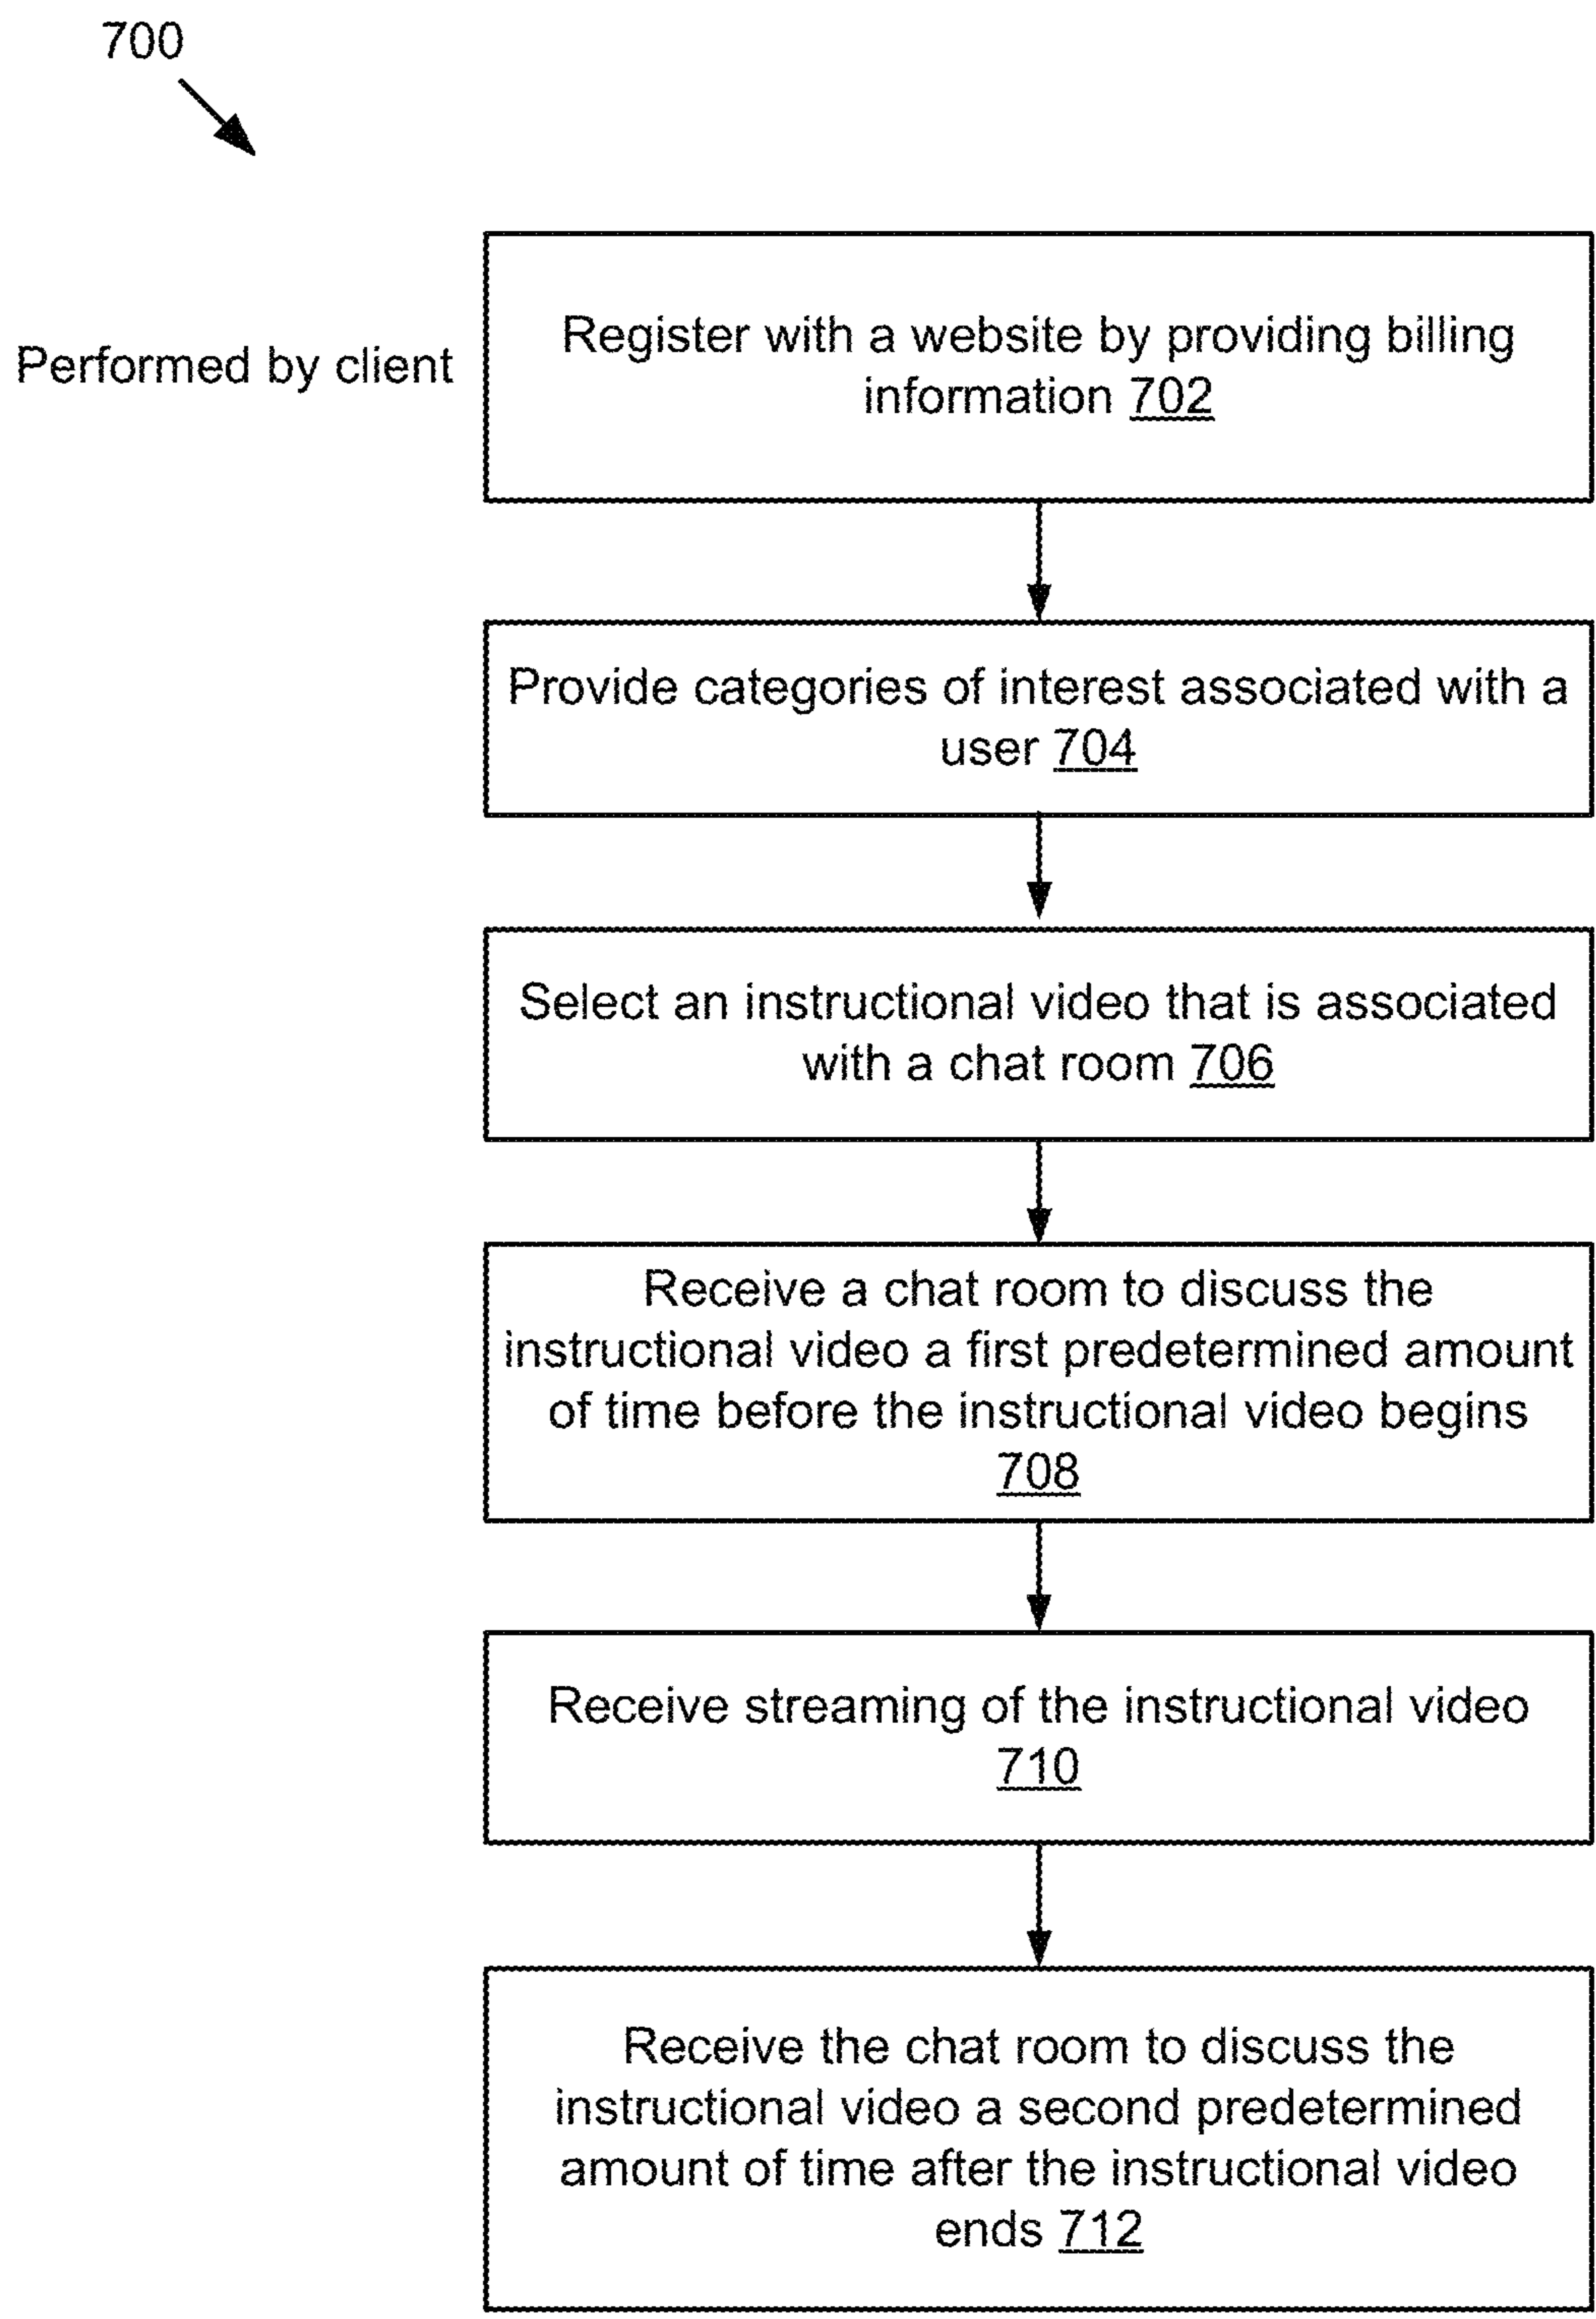 700
Performed by client
Register with a website by providing billing
information 702
Provide categories of interest associated with a
user 704
Select an instructional video that is associated
with a chat room 706
Receive a chat room to discuss the
instructional video a first predetermined amount
of time before the instructional video begins
708
Receive streaming of the instructional video
710
Receive the chat room to discuss the
instructional video a second predetermined
amount of time after the instructional video
ends 712